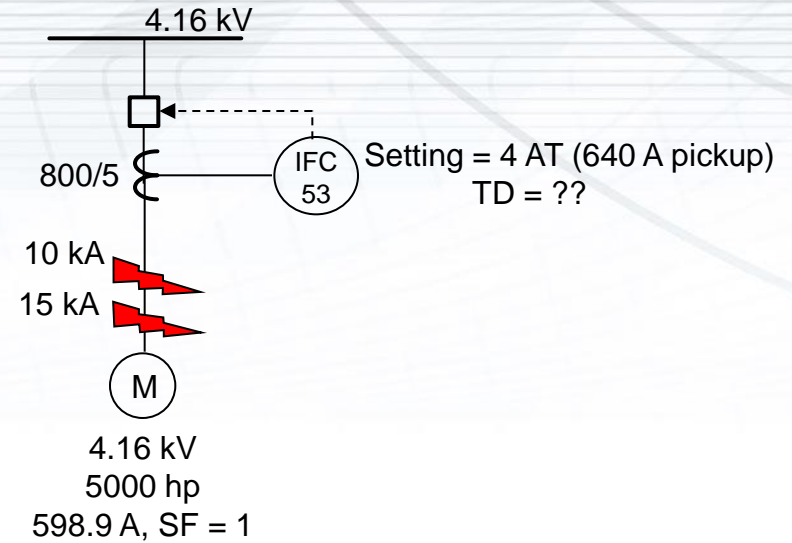 4.16 kV
800/5
IFC
53
Setting = 4 AT (640 A pickup)
TD = ??
10 kA
15 kA
M
4.16 kV
5000 hp
598.9 A, SF = 1